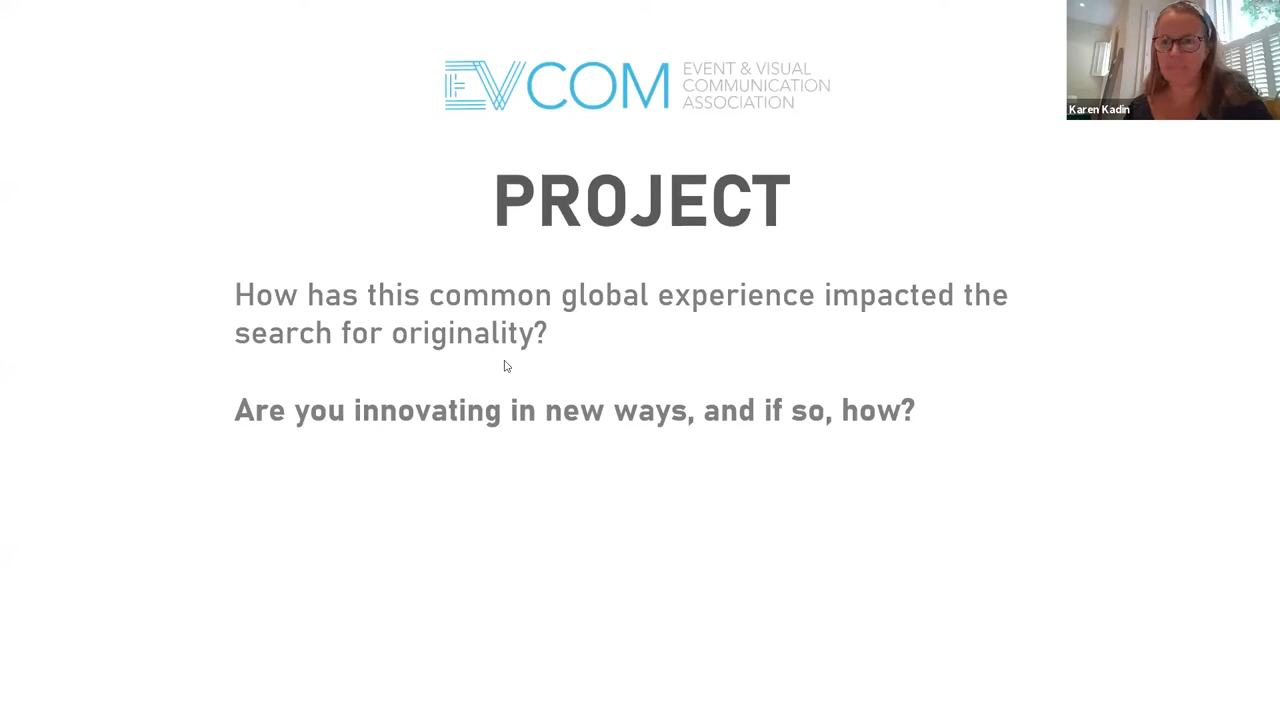 EVCOM
EVENT & VISUAL
COMMUNICATION
ASSOCIATION
Karen Kadin
PROJECT
How has this common global experience impacted the
search for originality?
Are you innovating in new ways, and if so, how?